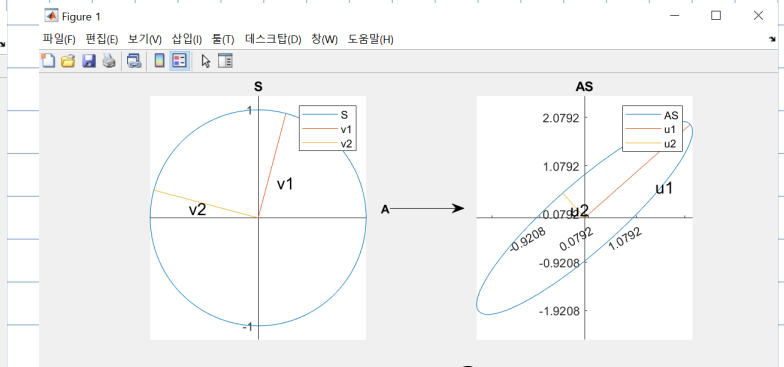 Figure 1
파일(F) 편집(E) 보기(V) 삽입(I) 툴(T) 데스크탑(D) 창(W) 도움말(H)
S
1
S
v1
v2
v1
v2
-1
A
AS
2.0792
1.0792
0.0792
-0.9208
-1.9208
AS
u1
u2
u1
u2
-0.9208
0.0792
1.0792